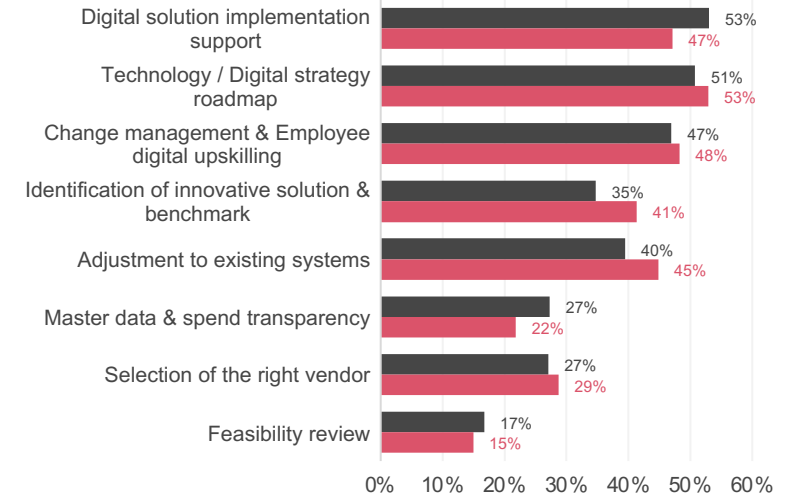 Digital solution implementation
support
53%
47%
Technology / Digital strategy
roadmap
51%
53%
Change management & Employee
digital upskilling
47%
48%
Identification of innovative solution &
benchmark
35%
41%
Adjustment to existing systems
40%
45%
Master data & spend transparency
27%
22%
Selection of the right vendor
27%
29%
Feasibility review
17%
15%
0% 10% 20% 30% 40% 50% 60%